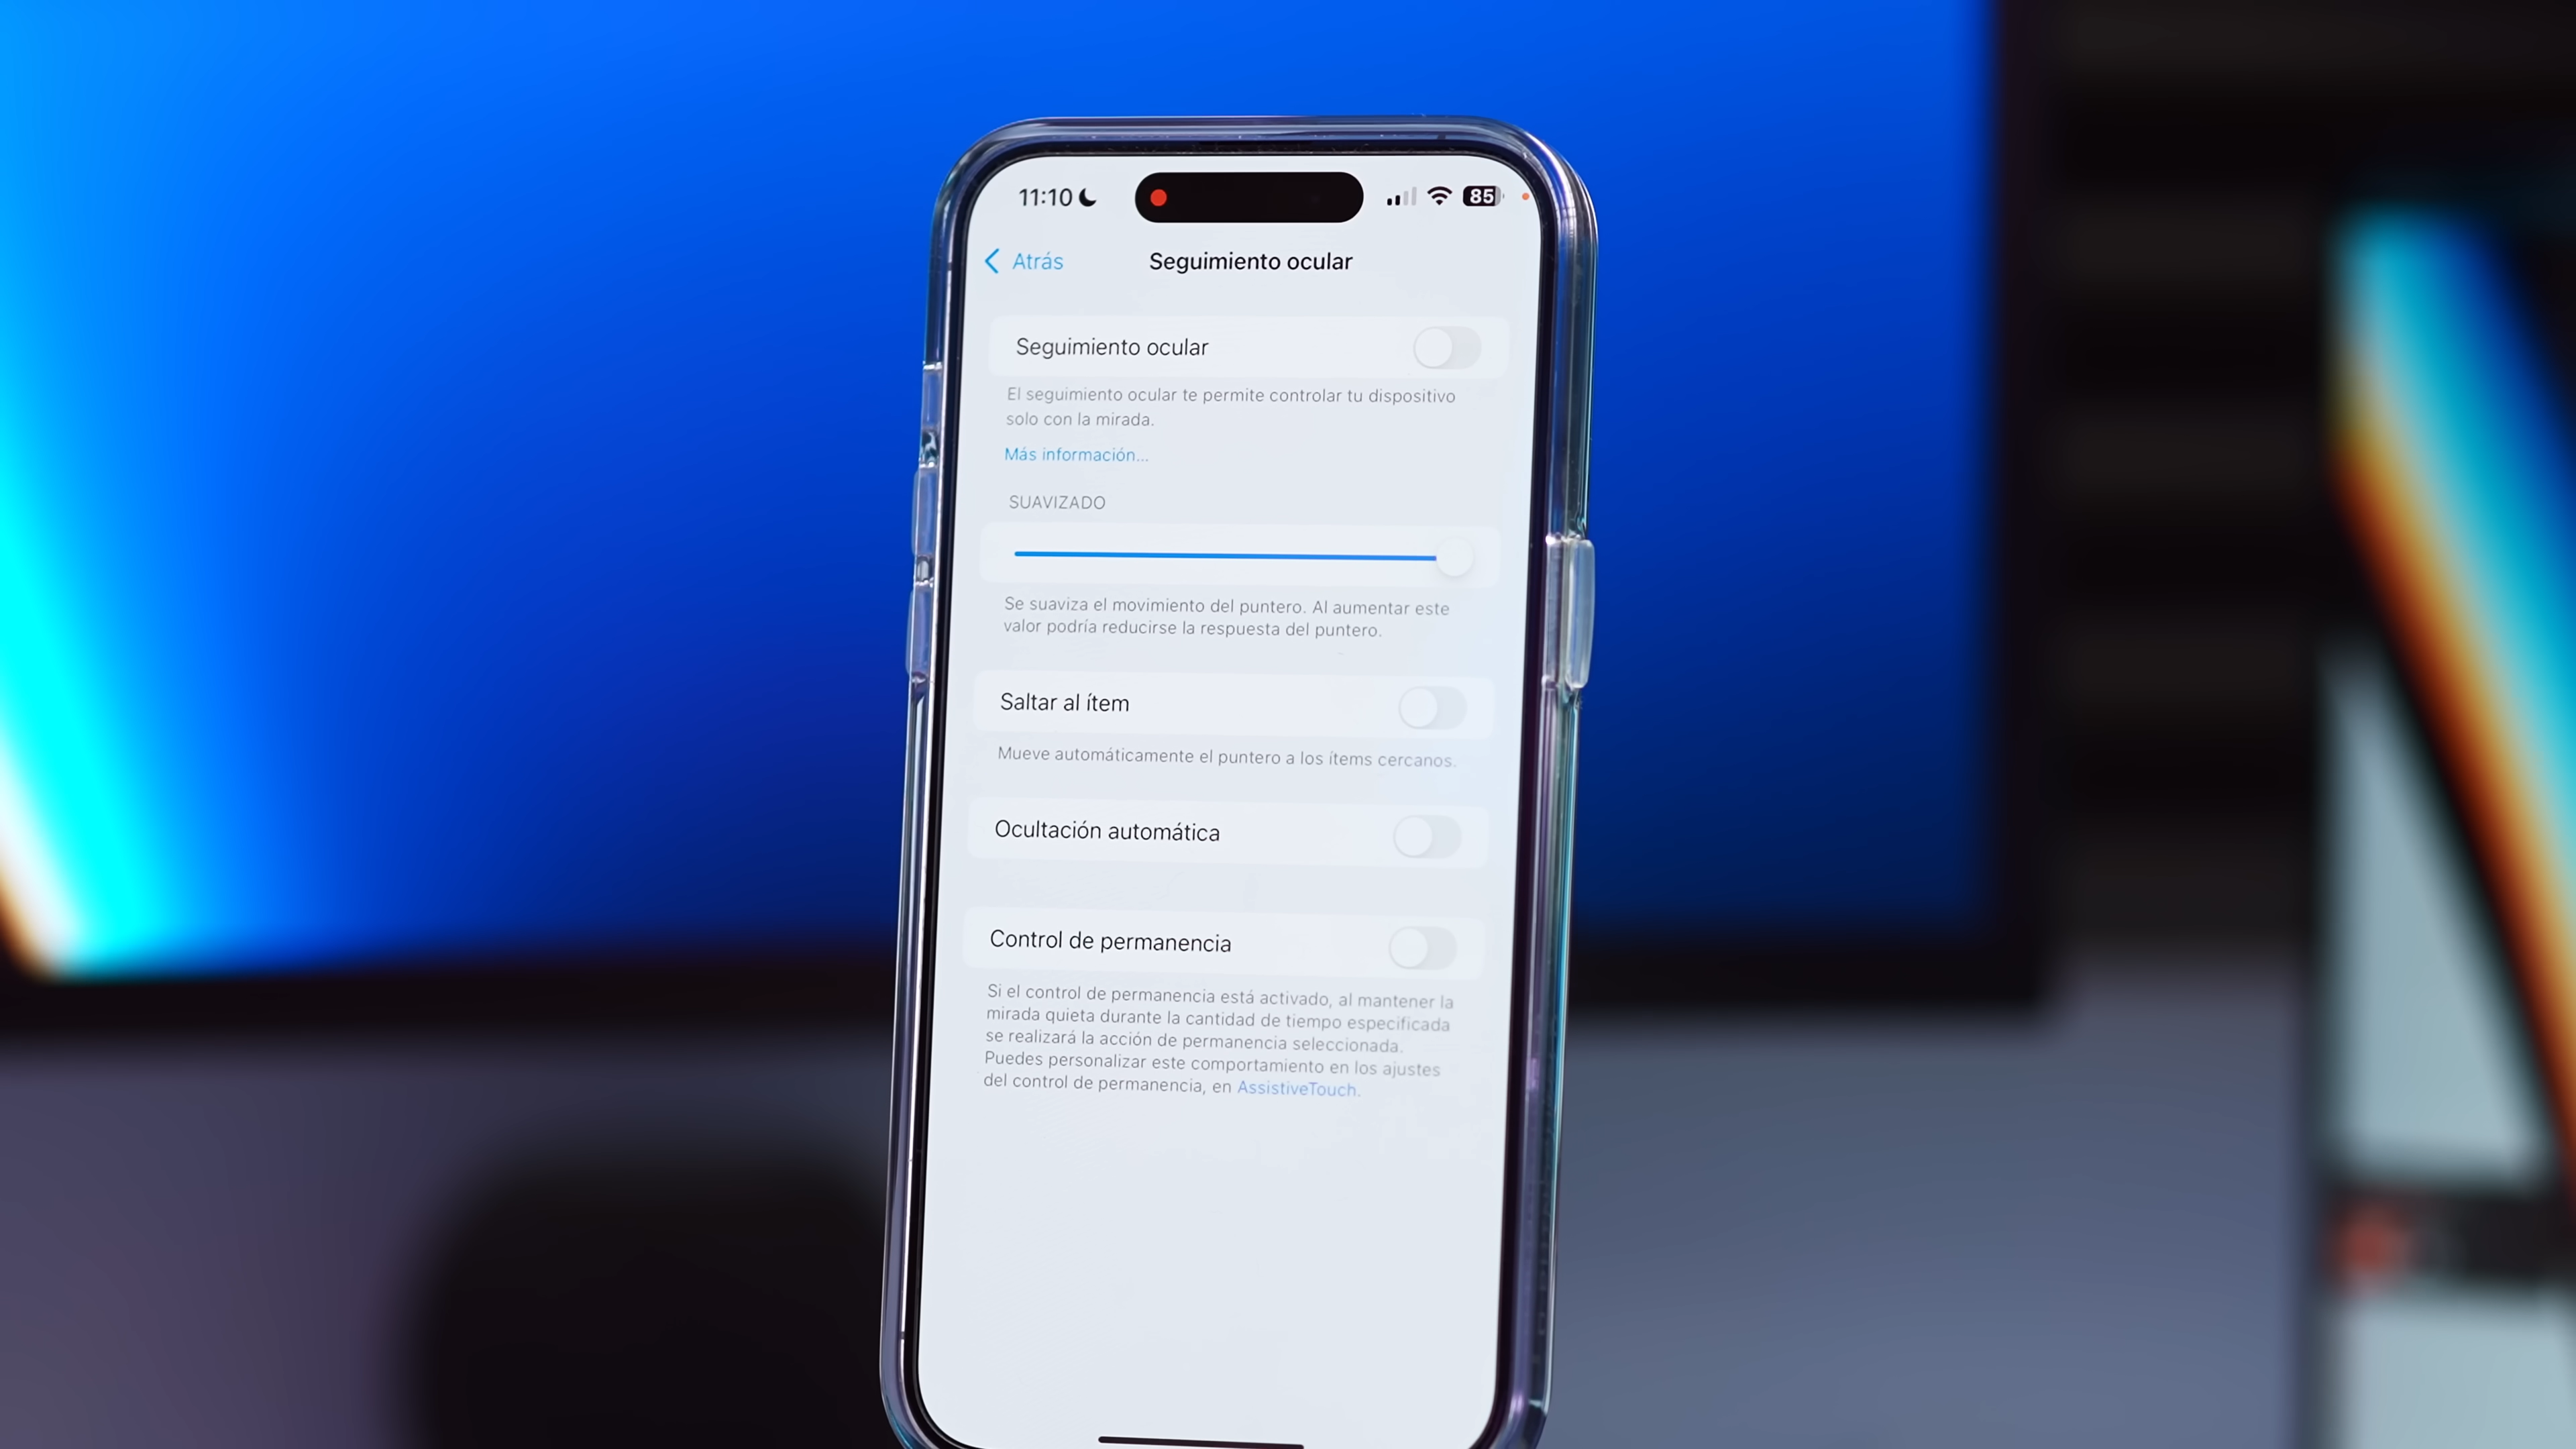 11:10
85
Atrás
Seguimiento ocular
Seguimiento ocular
El seguimiento ocular te permite controlar tu dispositivo
solo con la mirada.
Más información...
SUAVIZADO
Se suaviza el movimiento del puntero. Al aumentar este
valor podría reducirse la respuesta del puntero.
Saltar al ítem
Mueve automáticamente el puntero a los ítems cercanos.
Ocultación automática
Control de permanencia
Si el control de permanencia está activado, al mantener la
mirada quieta durante la cantidad de tiempo especificada
se realizará la acción de permanencia seleccionada.
Puedes personalizar este comportamiento en los ajustes
del control de permanencia, en AssistiveTouch.